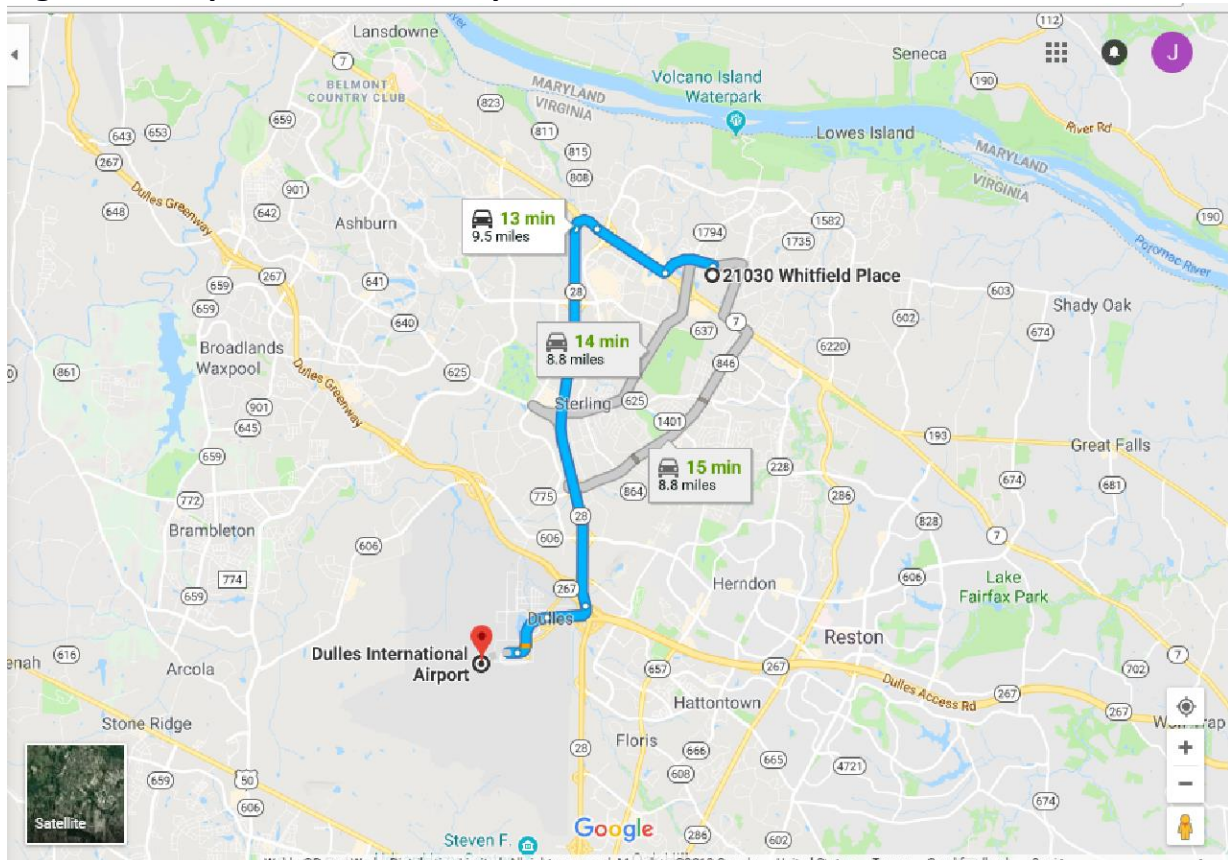 112
Lansdowne
Seneca
J
7
190
BELMONT
COUNTRY CLUB
MARYLAND
VIRGINIA
Volcano Island
Waterpark
823
659
811
River Rd
643
653
Lowes Island
267
815
MARYLAND
VIRGINIA
808
901
Dulles Greenway
648
642
Ashburn
13 min
9.5 miles
1582
190
1794
1735
Potomac River
267
21030 Whitfield Place
659
641
28
603
Shady Oak
659
640
14 min
8.8 miles
637
7
602
674
Broadlands
Waxpool
6220
861
625
846
Dulles Greenway
901
Sterling
625
645
1401
193
Great Falls
659
15 min
8.8 miles
228
674
681
772
775
864
286
28
828
Brambleton
606
606
7
774
267
Herndon
606
Lake
Fairfax Park
659
Dulles
Reston
616
Dulles International
Airport
Arcola
657
267
702
7
Dulles Access Rd
267
267
Stone Ridge
Hattontown
Floris
28
666
659
50
665
608
4721
606
674
Satellite
Google
286
602
Steven F.